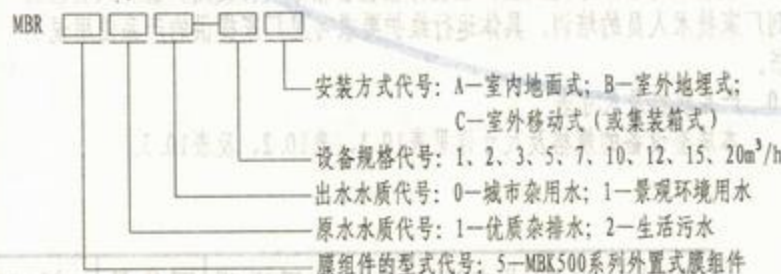 MBR □□□—□□
安装方式代号: A—室内地面式; B—室外地埋式;
C—室外移动式(或集装箱式)
设备规格代号: 1、2、3、5、7、10、12、15、20m³/h
出水水质代号: 0—城市杂用水; 1—景观环境用水
原水水质代号: 1—优质杂排水; 2—生活污水
膜组件的型式代号: 5—MBK500系列外置式膜组件